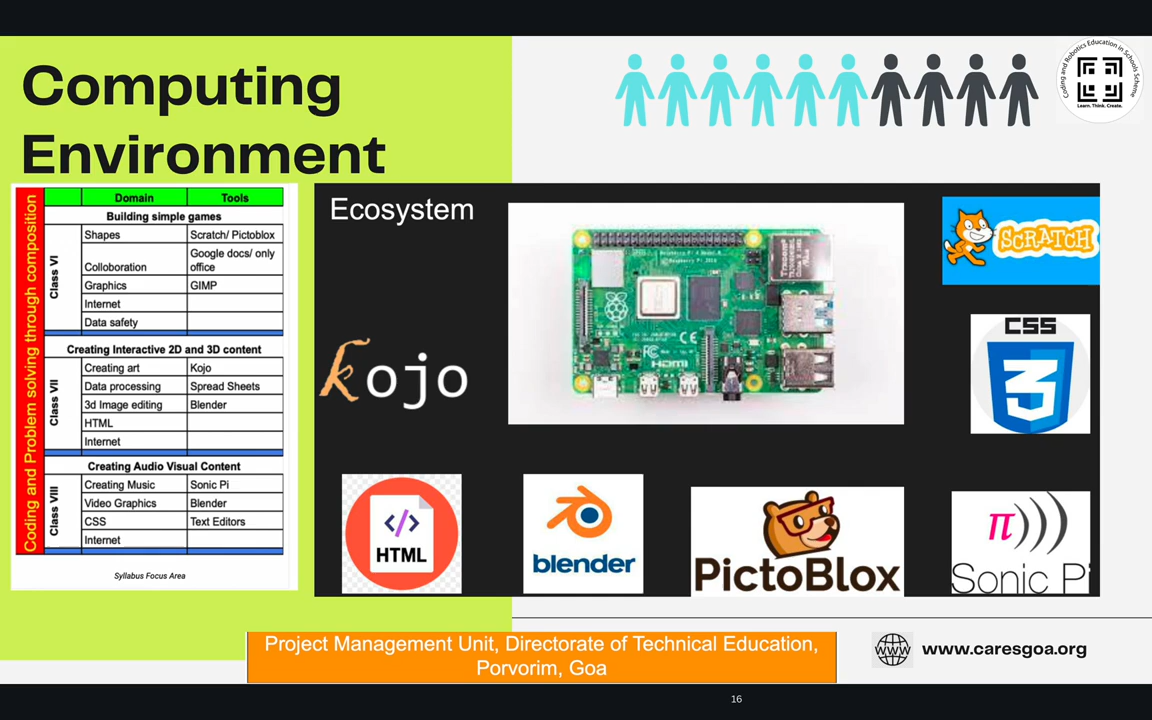 Computing
Environment
Coding and Robotics Education in Schools Scheme
Learn. Think. Create.
Coding and Problem solving through composition
Domain Tools
Building simple games
Class VI
Shapes Scratch/ Pictoblox
Colloboration Google docs/ only office
Graphics GIMP
Internet
Data safety
Creating Interactive 2D and 3D content
Class VII
Creating art Kojo
Data processing Spread Sheets
3d Image editing Blender
HTML
Internet
Creating Audio Visual Content
Class VIII
Creating Music Sonic Pi
Video Graphics Blender
CSS Text Editors
Internet
Syllabus Focus Area
Ecosystem
kojo
HDMI
FC CE
SCRATCH
CSS
3
</>
HTML
blender
PictoBlox
π)))
Sonic Pi
Project Management Unit, Directorate of Technical Education,
Porvorim, Goa
WWW
www.caresgoa.org
16